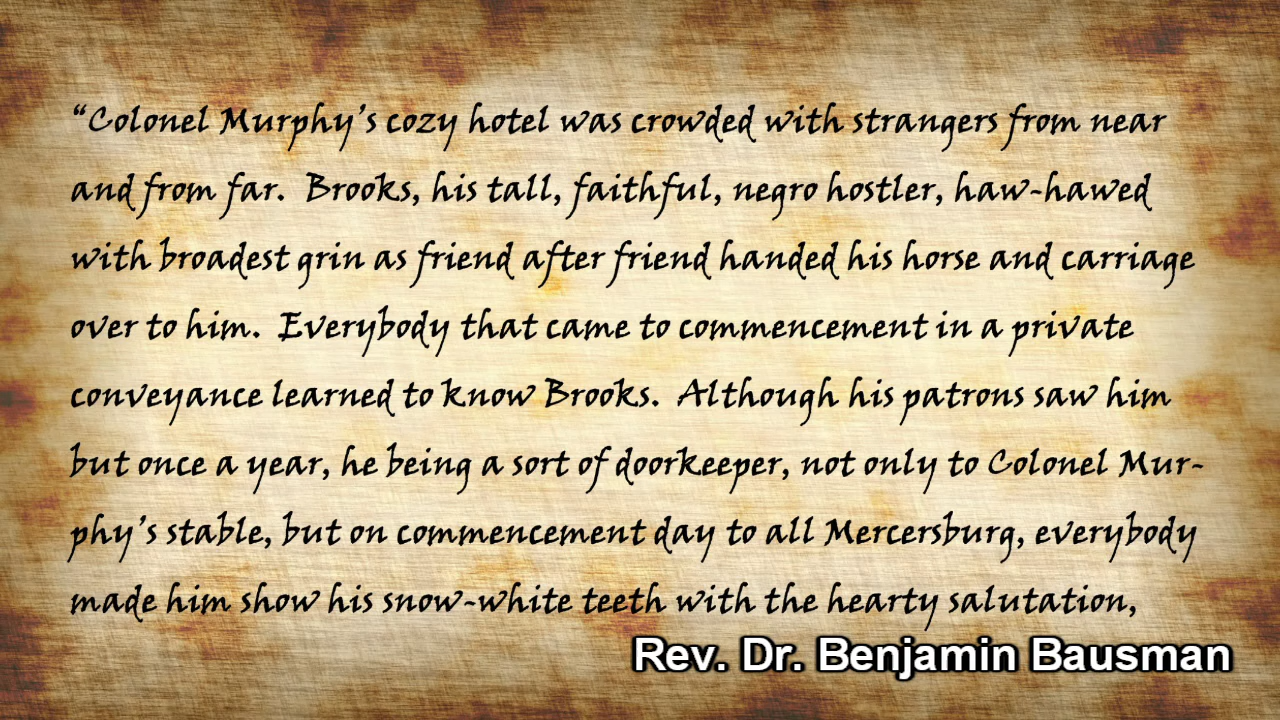 “Colonel Murphy’s cozy hotel was crowded with strangers from near
and from far.  Brooks, his tall, faithful, negro hostler, haw-hawed
with broadest grin as friend after friend handed his horse and carriage
over to him.  Everybody that came to commencement in a private
conveyance learned to know Brooks.  Although his patrons saw him
but once a year, he being a sort of doorkeeper, not only to Colonel Mur-
phy’s stable, but on commencement day to all Mercersburg, everybody
made him show his snow-white teeth with the hearty salutation,
Rev. Dr. Benjamin Bausman